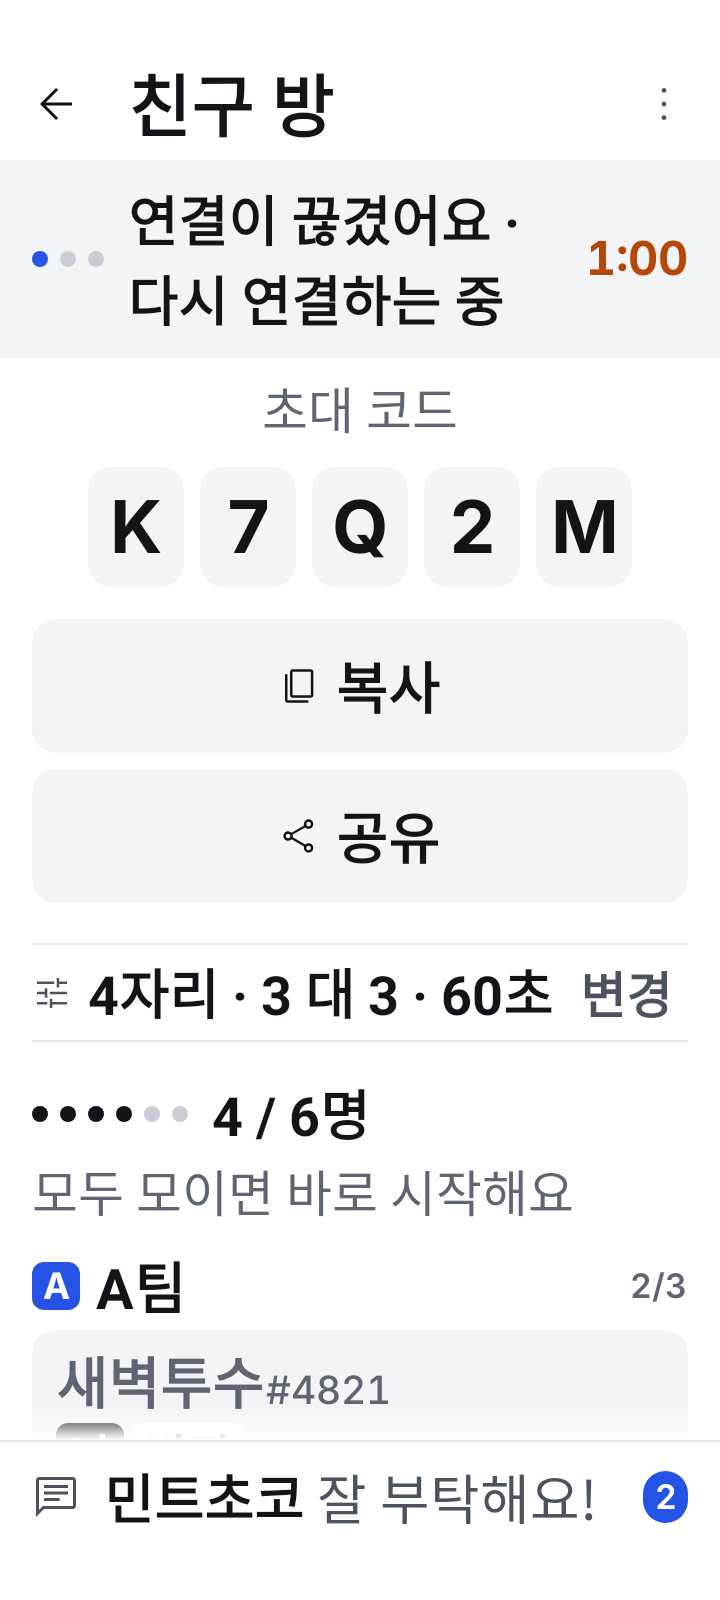 친구 방
연결이 끊겼어요 ·
다시 연결하는 중
1:00
초대 코드
K 7 Q 2 M
복사
공유
4자리 · 3 대 3 · 60초 변경
4 / 6명
모두 모이면 바로 시작해요
A A팀 2/3
새벽투수#4821
민트초코 잘 부탁해요! 2